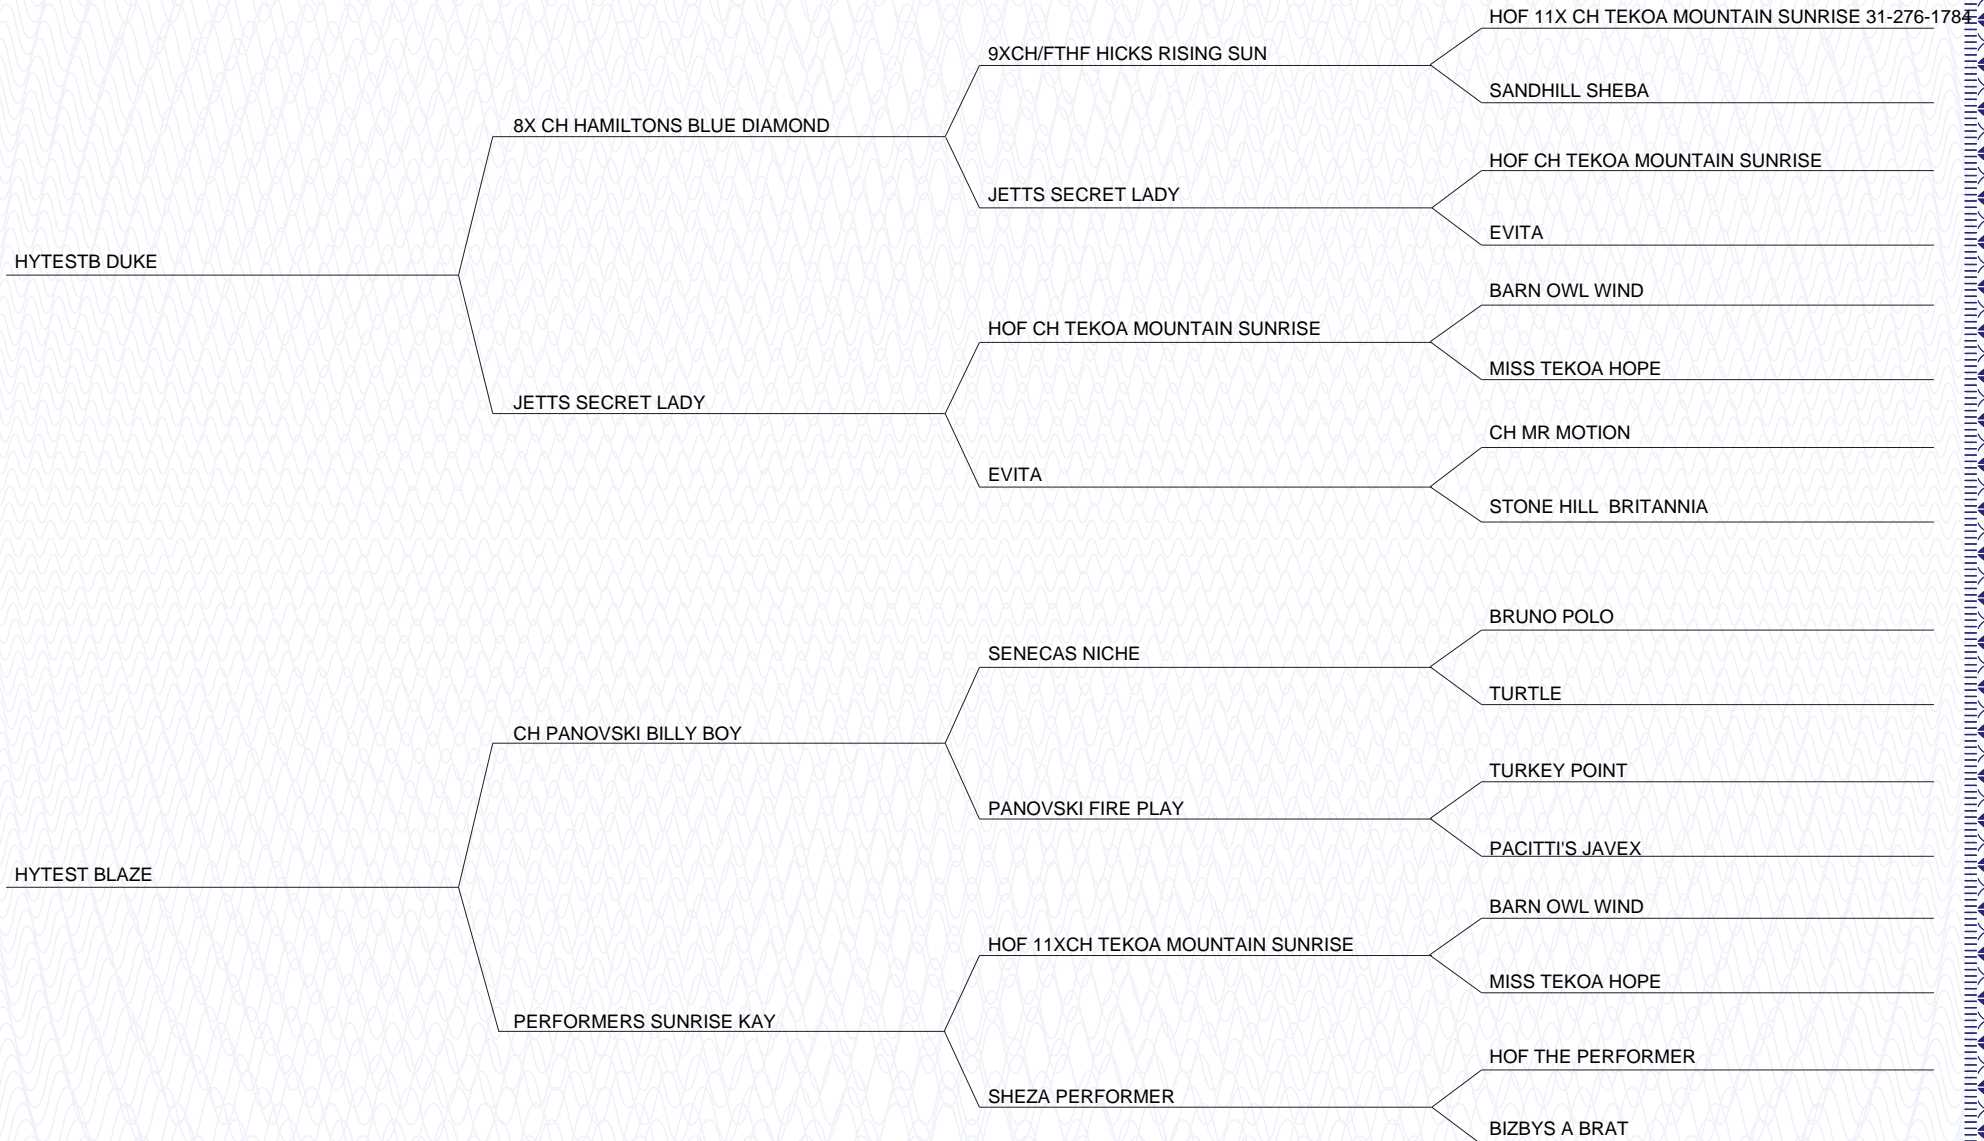 HOF 11X CH TEKOA MOUNTAIN SUNRISE 31-276-1784
9XCH/FTHF HICKS RISING SUN
SANDHILL SHEBA
8X CH HAMILTONS BLUE DIAMOND
HOF CH TEKOA MOUNTAIN SUNRISE
JETTS SECRET LADY
EVITA
HYTESTB DUKE
BARN OWL WIND
HOF CH TEKOA MOUNTAIN SUNRISE
MISS TEKOA HOPE
JETTS SECRET LADY
CH MR MOTION
EVITA
STONE HILL  BRITANNIA
BRUNO POLO
SENECAS NICHE
TURTLE
CH PANOVSKI BILLY BOY
TURKEY POINT
PANOVSKI FIRE PLAY
PACITTI'S JAVEX
HYTEST BLAZE
BARN OWL WIND
HOF 11XCH TEKOA MOUNTAIN SUNRISE
MISS TEKOA HOPE
PERFORMERS SUNRISE KAY
HOF THE PERFORMER
SHEZA PERFORMER
BIZBYS A BRAT